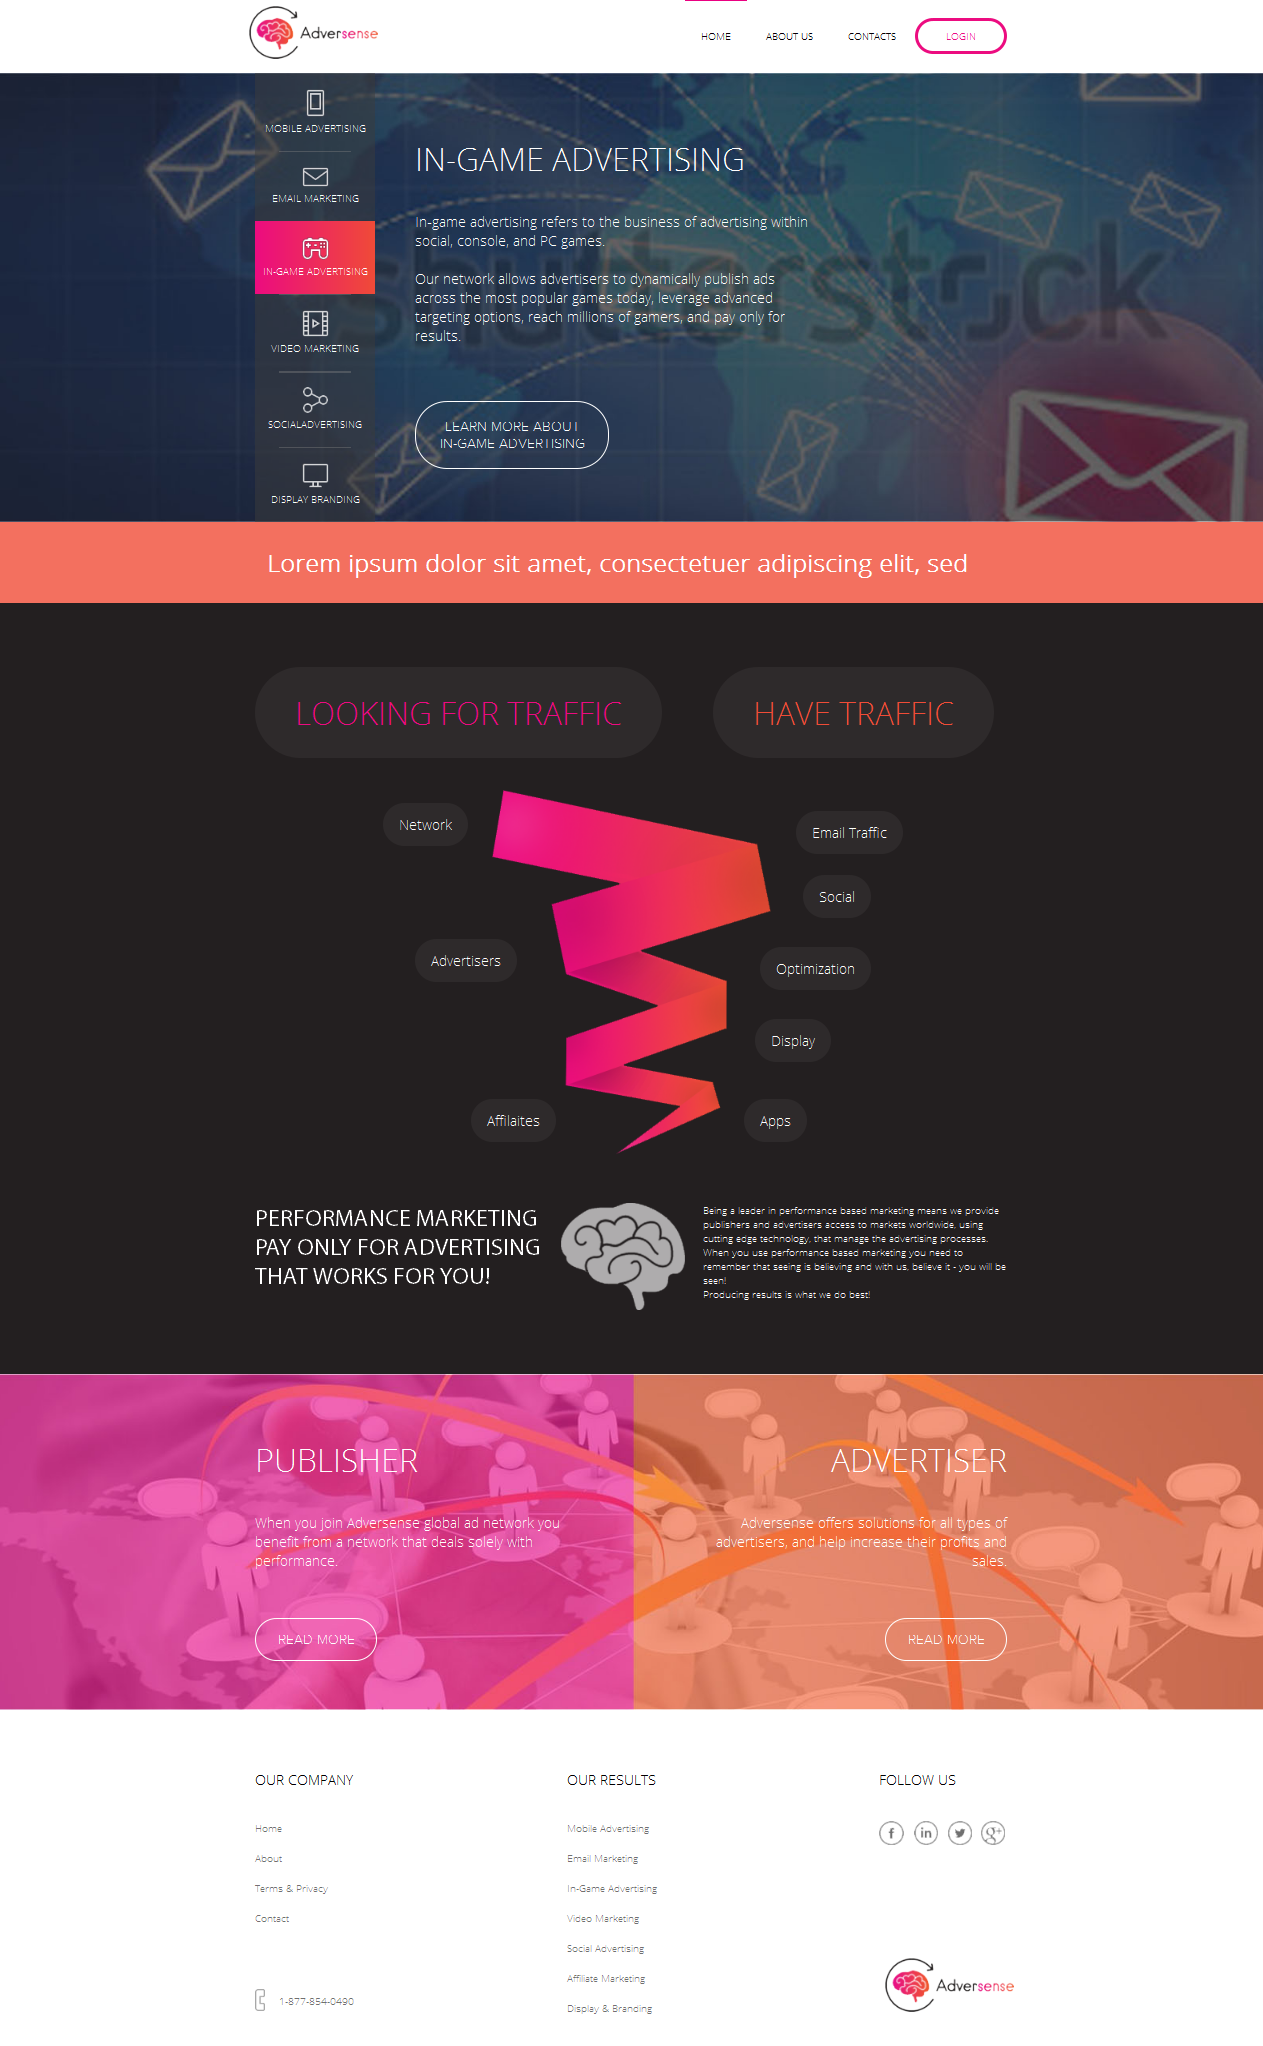 Adversense
HOME
ABOUT US
CONTACTS
LOGIN
MOBILE ADVERTISING
EMAIL MARKETING
IN-GAME ADVERTISING
VIDEO MARKETING
SOCIALADVERTISING
DISPLAY BRANDING
IN-GAME ADVERTISING
In-game advertising refers to the business of advertising within
social, console, and PC games.
Our network allows advertisers to dynamically publish ads
across the most popular games today, leverage advanced
targeting options, reach millions of gamers, and pay only for
results.
LEARN MORE ABOUT
IN-GAME ADVERTISING
shutterstock
Lorem ipsum dolor sit amet, consectetuer adipiscing elit, sed
LOOKING FOR TRAFFIC
HAVE TRAFFIC
Network
Email Traffic
Social
Advertisers
Optimization
Display
Affilaites
Apps
PERFORMANCE MARKETING
PAY ONLY FOR ADVERTISING
THAT WORKS FOR YOU!
Being a leader in performance based marketing means we provide
publishers and advertisers access to markets worldwide, using
cutting edge technology, that manage the advertising processes.
When you use performance based marketing you need to
remember that seeing is believing and with us, believe it - you will be
seen!
Producing results is what we do best!
PUBLISHER
When you join Adversense global ad network you
benefit from a network that deals solely with
performance.
READ MORE
ADVERTISER
Adversense offers solutions for all types of
advertisers, and help increase their profits and
sales.
READ MORE
OUR COMPANY
Home
About
Terms & Privacy
Contact
1-877-854-0490
OUR RESULTS
Mobile Advertising
Email Marketing
In-Game Advertising
Video Marketing
Social Advertising
Affiliate Marketing
Display & Branding
FOLLOW US
f
in
g+
Adversense